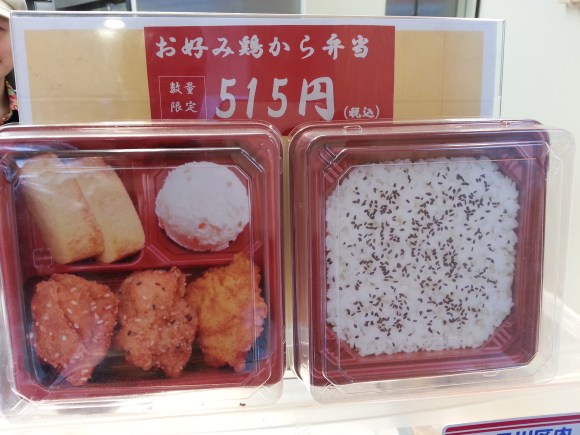 お好み鶏から弁当
数量
限定
515円
(税込)